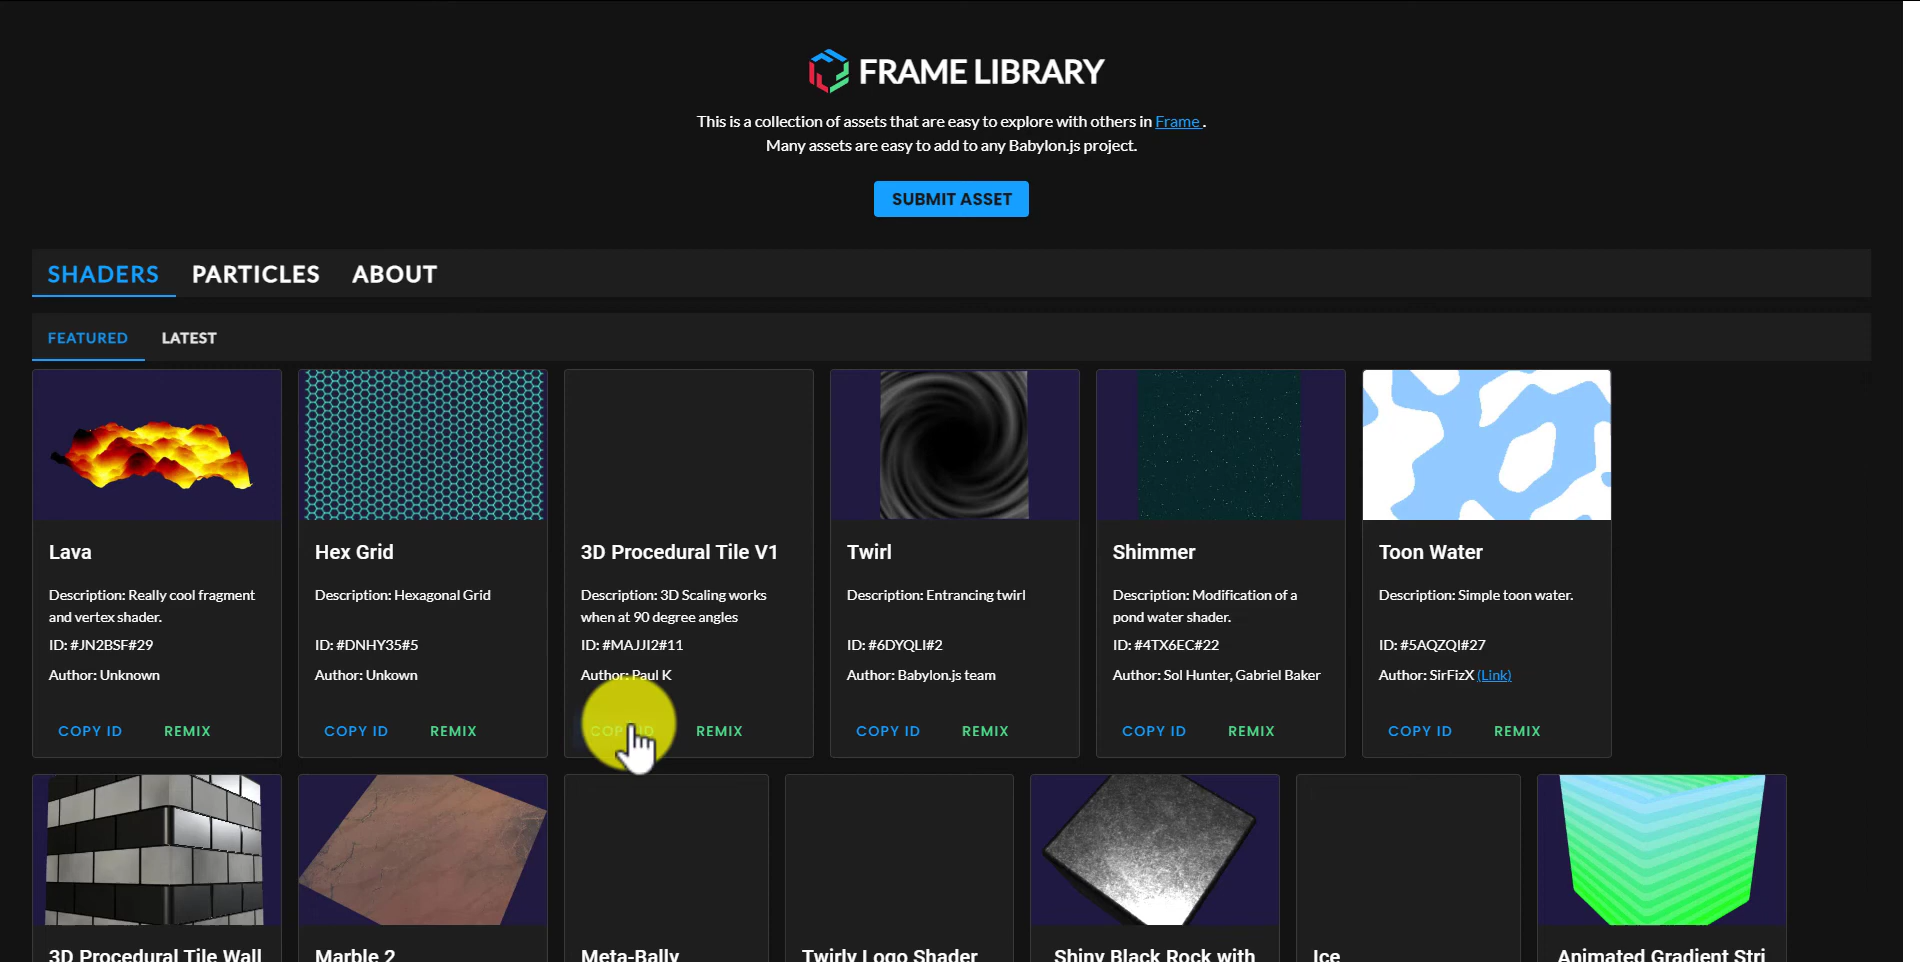 FRAME LIBRARY
This is a collection of assets that are easy to explore with others in Frame .
Many assets are easy to add to any Babylon.js project.
SUBMIT ASSET
SHADERS PARTICLES ABOUT
FEATURED LATEST
Lava
Description: Really cool fragment
and vertex shader.
ID: #JN2BSF#29
Author: Unknown
COPY ID REMIX
Hex Grid
Description: Hexagonal Grid
ID: #DNHY35#5
Author: Unkown
COPY ID REMIX
3D Procedural Tile V1
Description: 3D Scaling works
when at 90 degree angles
ID: #MAJJI2#11
Author: Paul K
COPY ID REMIX
Twirl
Description: Entrancing twirl
ID: #6DYQLI#2
Author: Babylon.js team
COPY ID REMIX
Shimmer
Description: Modification of a
pond water shader.
ID: #4TX6EC#22
Author: Sol Hunter, Gabriel Baker
COPY ID REMIX
Toon Water
Description: Simple toon water.
ID: #5AQZQI#27
Author: SirFizX (Link)
COPY ID REMIX
3D Procedural Tile Wall
Marble 2
Meta-Bally
Twirly Logo Shader
Shiny Black Rock with
Ice
Animated Gradient Stri